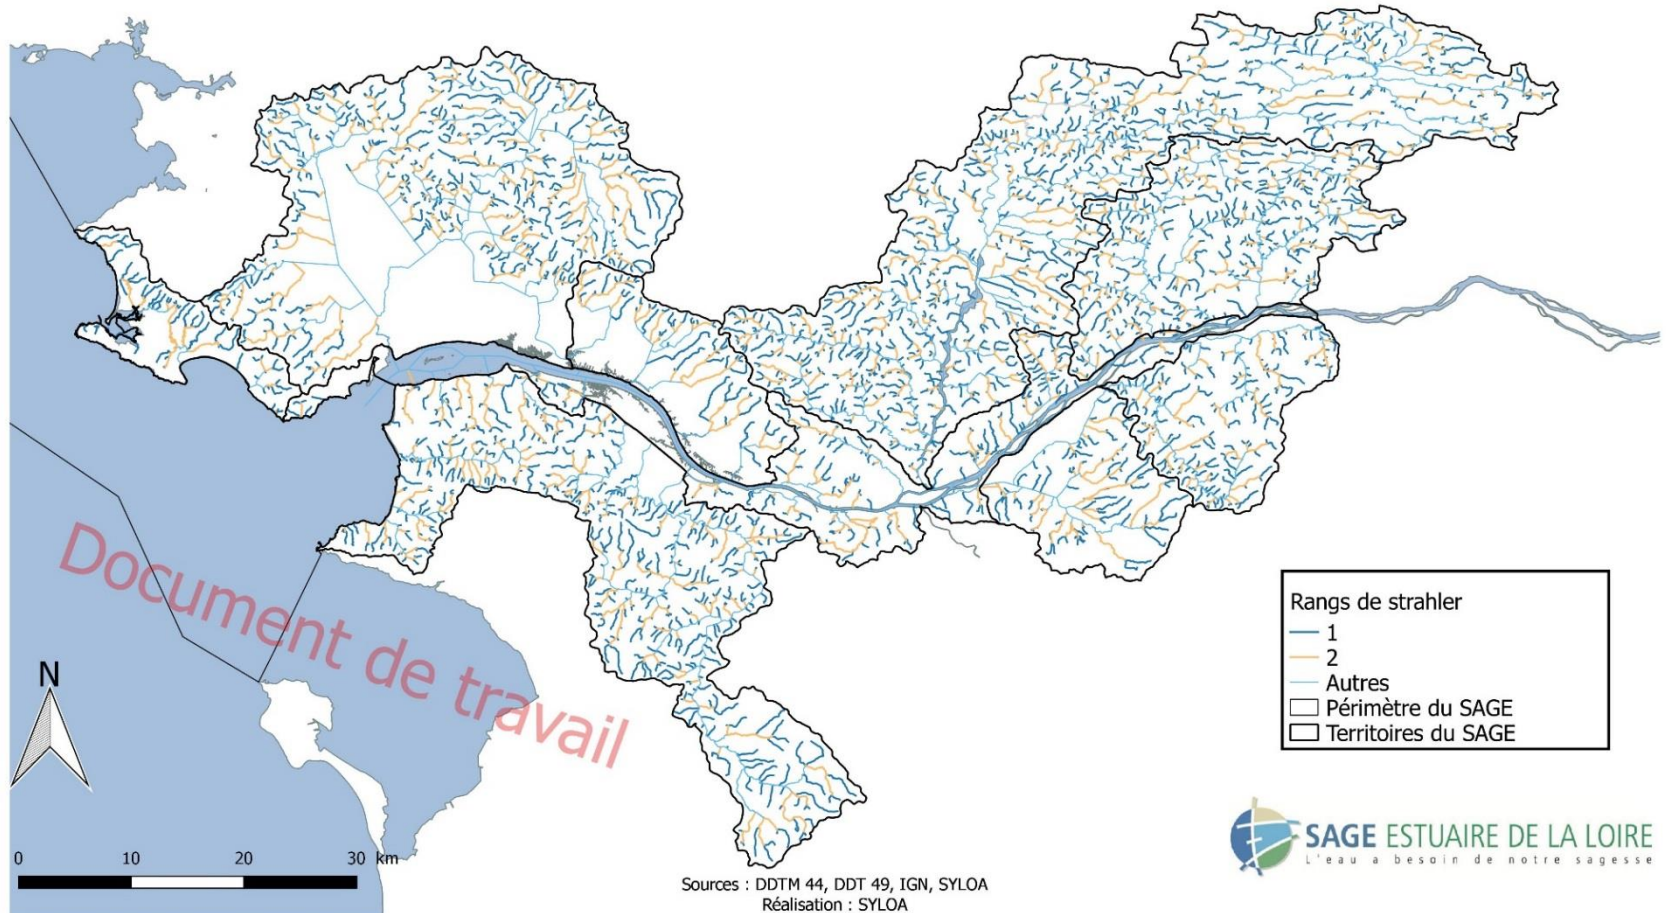 Document de travail
N
0 10 20 30 km
Rangs de strahler
1
2
Autres
Périmètre du SAGE
Territoires du SAGE
SAGE ESTUAIRE DE LA LOIRE
L'eau a besoin de notre sagesse
Sources : DDTM 44, DDT 49, IGN, SYLOA
Réalisation : SYLOA